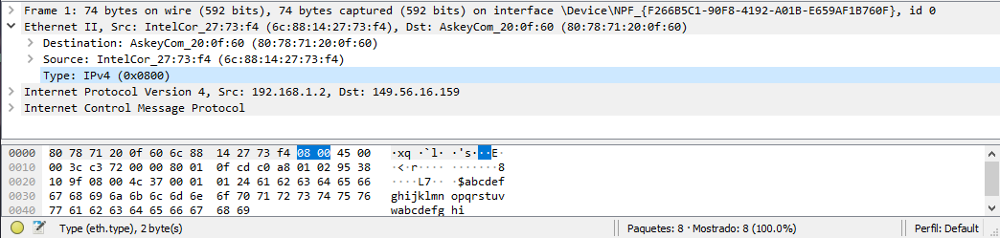 Frame 1: 74 bytes on wire (592 bits), 74 bytes captured (592 bits) on interface \Device\NPF_{F266B5C1-90F8-4192-A01B-E659AF1B760F}, id 0
Ethernet II, Src: IntelCor_27:73:f4 (6c:88:14:27:73:f4), Dst: AskeyCom_20:0f:60 (80:78:71:20:0f:60)
Destination: AskeyCom_20:0f:60 (80:78:71:20:0f:60)
Source: IntelCor_27:73:f4 (6c:88:14:27:73:f4)
Type: IPv4 (0x0800)
Internet Protocol Version 4, Src: 192.168.1.2, Dst: 149.56.16.159
Internet Control Message Protocol
0000 80 78 71 20 0f 60 6c 88 14 27 73 f4 08 00 45 00 ·xq ·`l· ·'s···E·
0010 00 3c c3 72 00 00 80 01 0f cd c0 a8 01 02 95 38 ·<·r···· ·······8
0020 10 9f 08 00 4c 37 00 01 01 24 61 62 63 64 65 66 ····L7·· ·$abcdef
0030 67 68 69 6a 6b 6c 6d 6e 6f 70 71 72 73 74 75 76 ghijklmn opqrstuv
0040 77 61 62 63 64 65 66 67 68 69 wabcdefg hi
Type (eth.type), 2 byte(s) Paquetes: 8 · Mostrado: 8 (100.0%) Perfil: Default